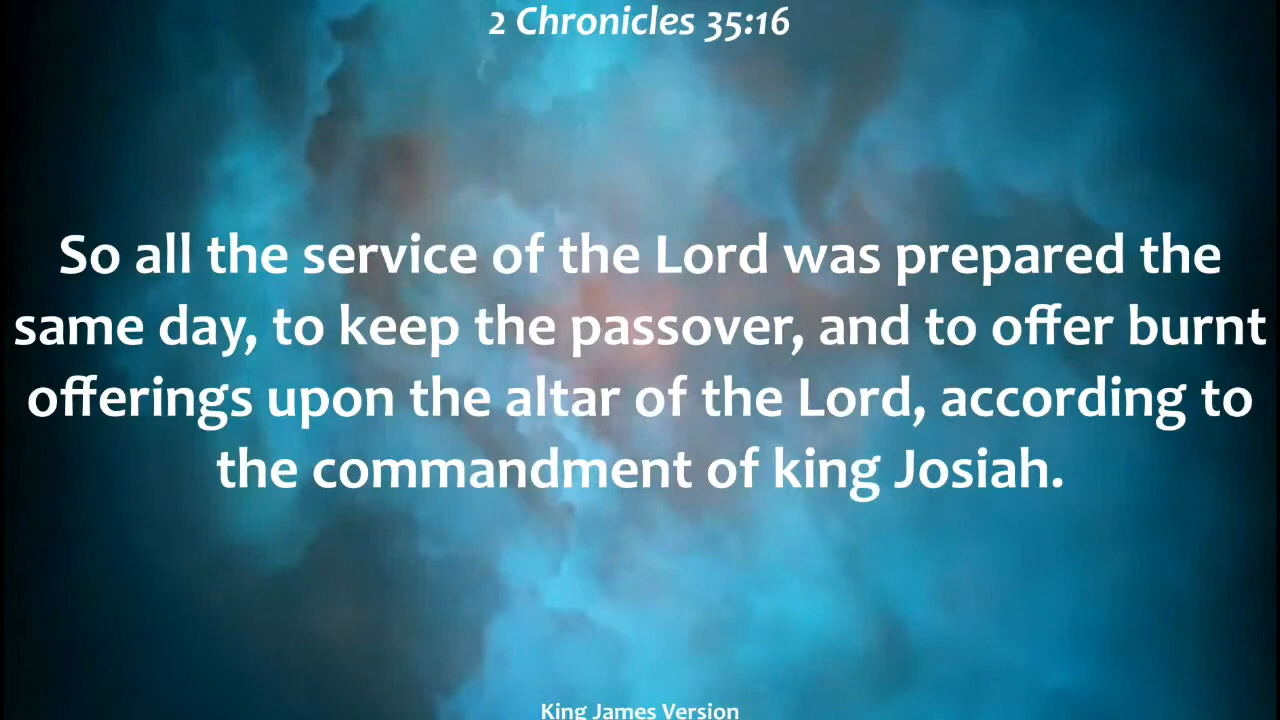 2 Chronicles 35:16
So all the service of the Lord was prepared the
same day, to keep the passover, and to offer burnt
offerings upon the altar of the Lord, according to
the commandment of king Josiah.
King James Version